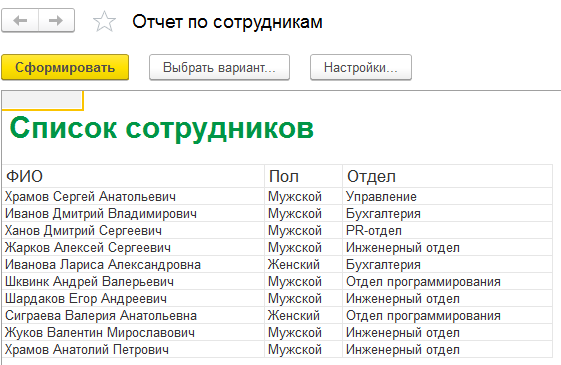 Отчет по сотрудникам
Сформировать Выбрать вариант... Настройки...
Список сотрудников
ФИО Пол Отдел
Храмов Сергей Анатольевич Мужской Управление
Иванов Дмитрий Владимирович Мужской Бухгалтерия
Ханов Дмитрий Сергеевич Мужской PR-отдел
Жарков Алексей Сергеевич Мужской Инженерный отдел
Иванова Лариса Александровна Женский Бухгалтерия
Шквинк Андрей Валерьевич Мужской Отдел программирования
Шардаков Егор Андреевич Мужской Инженерный отдел
Сиграева Валерия Анатольевна Женский Отдел программирования
Жуков Валентин Мирославович Мужской Инженерный отдел
Храмов Анатолий Петрович Мужской Инженерный отдел